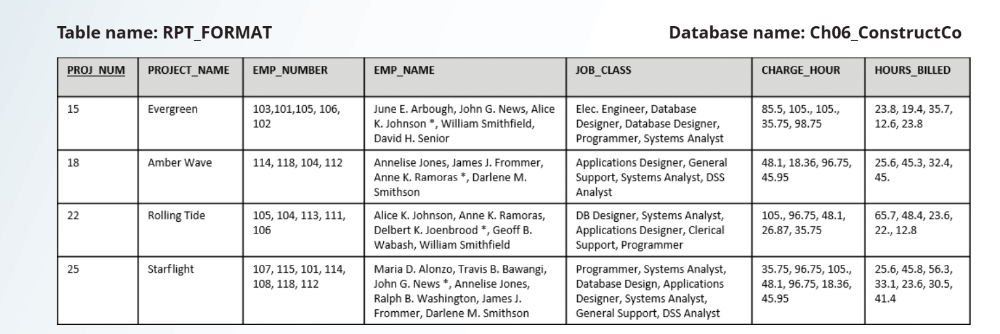 Table name: RPT_FORMAT
Database name: Ch06_ConstructCo
PROJ_NUM PROJECT_NAME EMP_NUMBER EMP_NAME JOB_CLASS CHARGE_HOUR HOURS_BILLED
15 Evergreen 103,101,105, 106, June E. Arbough, John G. News, Alice Elec. Engineer, Database 85.5, 105., 105., 23.8, 19.4, 35.7,
102 K. Johnson *, William Smithfield, Designer, Database Designer, 35.75, 98.75 12.6, 23.8
David H. Senior Programmer, Systems Analyst
18 Amber Wave 114, 118, 104, 112 Annelise Jones, James J. Frommer, Applications Designer, General 48.1, 18.36, 96.75, 25.6, 45.3, 32.4,
Anne K. Ramoras *, Darlene M. Support, Systems Analyst, DSS 45.95 45.
Smithson Analyst
22 Rolling Tide 105, 104, 113, 111, Alice K. Johnson, Anne K. Ramoras, DB Designer, Systems Analyst, 105., 96.75, 48.1, 65.7, 48.4, 23.6,
106 Delbert K. Joenbrood *, Geoff B. Applications Designer, Clerical 26.87, 35.75 22., 12.8
Wabash, William Smithfield Support, Programmer
25 Starflight 107, 115, 101, 114, Maria D. Alonzo, Travis B. Bawangi, Programmer, Systems Analyst, 35.75, 96.75, 105., 25.6, 45.8, 56.3,
108, 118, 112 John G. News *, Annelise Jones, Database Design, Applications 48.1, 96.75, 18.36, 33.1, 23.6, 30.5,
Ralph B. Washington, James J. Designer, Systems Analyst, 45.95 41.4
Frommer, Darlene M. Smithson General Support, DSS Analyst